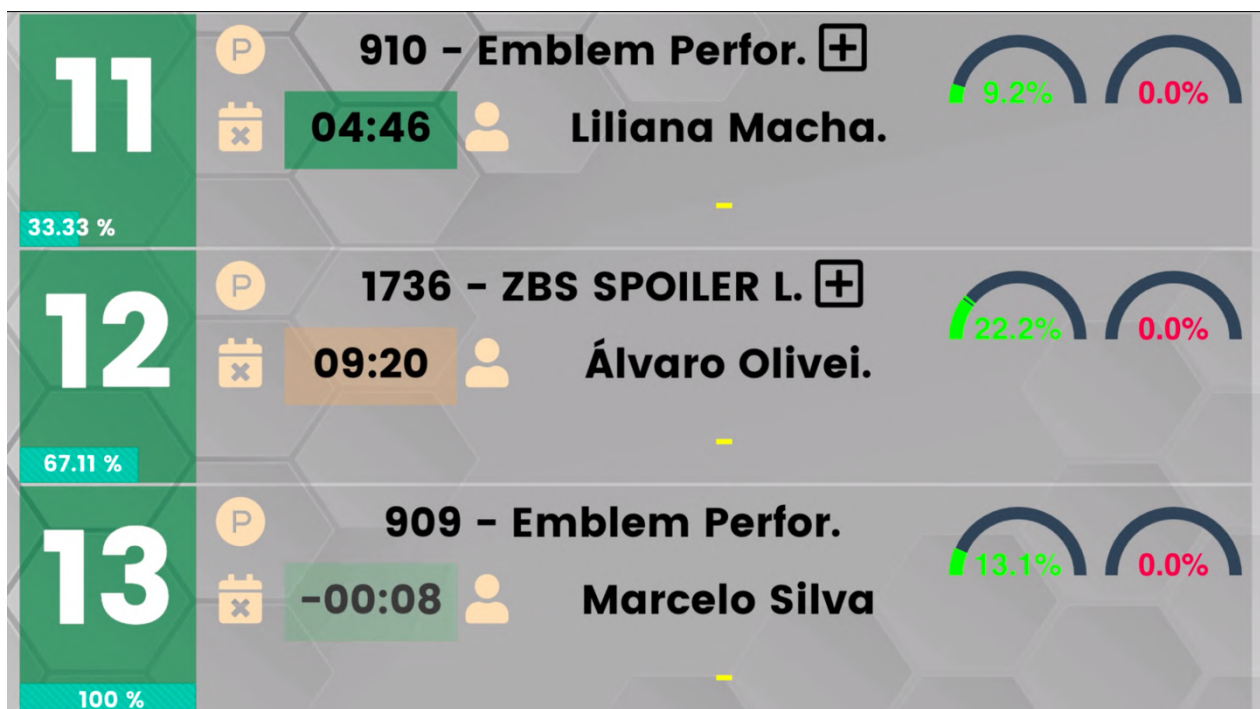 11
P
910 - Emblem Perfor.
9.2%
0.0%
04:46
Liliana Macha.
-
33.33 %
12
P
1736 - ZBS SPOILER L.
22.2%
0.0%
09:20
Álvaro Olivei.
-
67.11 %
13
P
909 - Emblem Perfor.
13.1%
0.0%
-00:08
Marcelo Silva
-
100 %